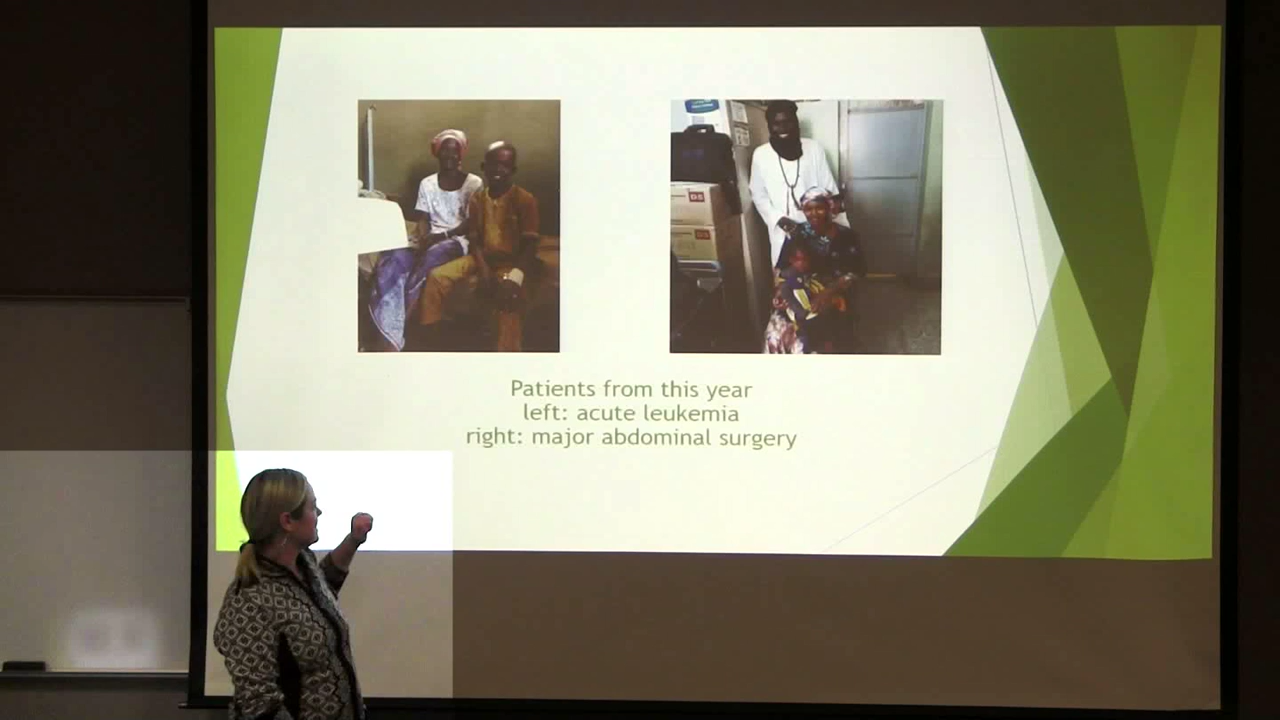 Patients from this year
left: acute leukemia
right: major abdominal surgery